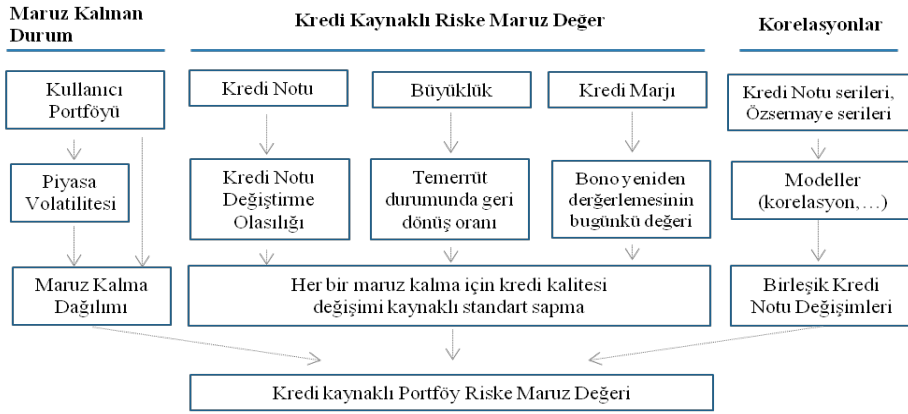 Maruz Kalınan
Durum
Kredi Kaynaklı Riske Maruz Değer
Korelasyonlar
Kullanıcı
Portföyü
Kredi Notu
Büyüklük
Kredi Marjı
Kredi Notu serileri,
Özsermaye serileri
Piyasa
Volatilitesi
Kredi Notu
Değiştirme
Olasılığı
Temerrüt
durumunda geri
dönüş oranı
Bono yeniden
derğerlemesinin
bugünkü değeri
Modeller
(korelasyon,…)
Maruz Kalma
Dağılımı
Her bir maruz kalma için kredi kalitesi
değişimi kaynaklı standart sapma
Birleşik Kredi
Notu Değişimleri
Kredi kaynaklı Portföy Riske Maruz Değeri